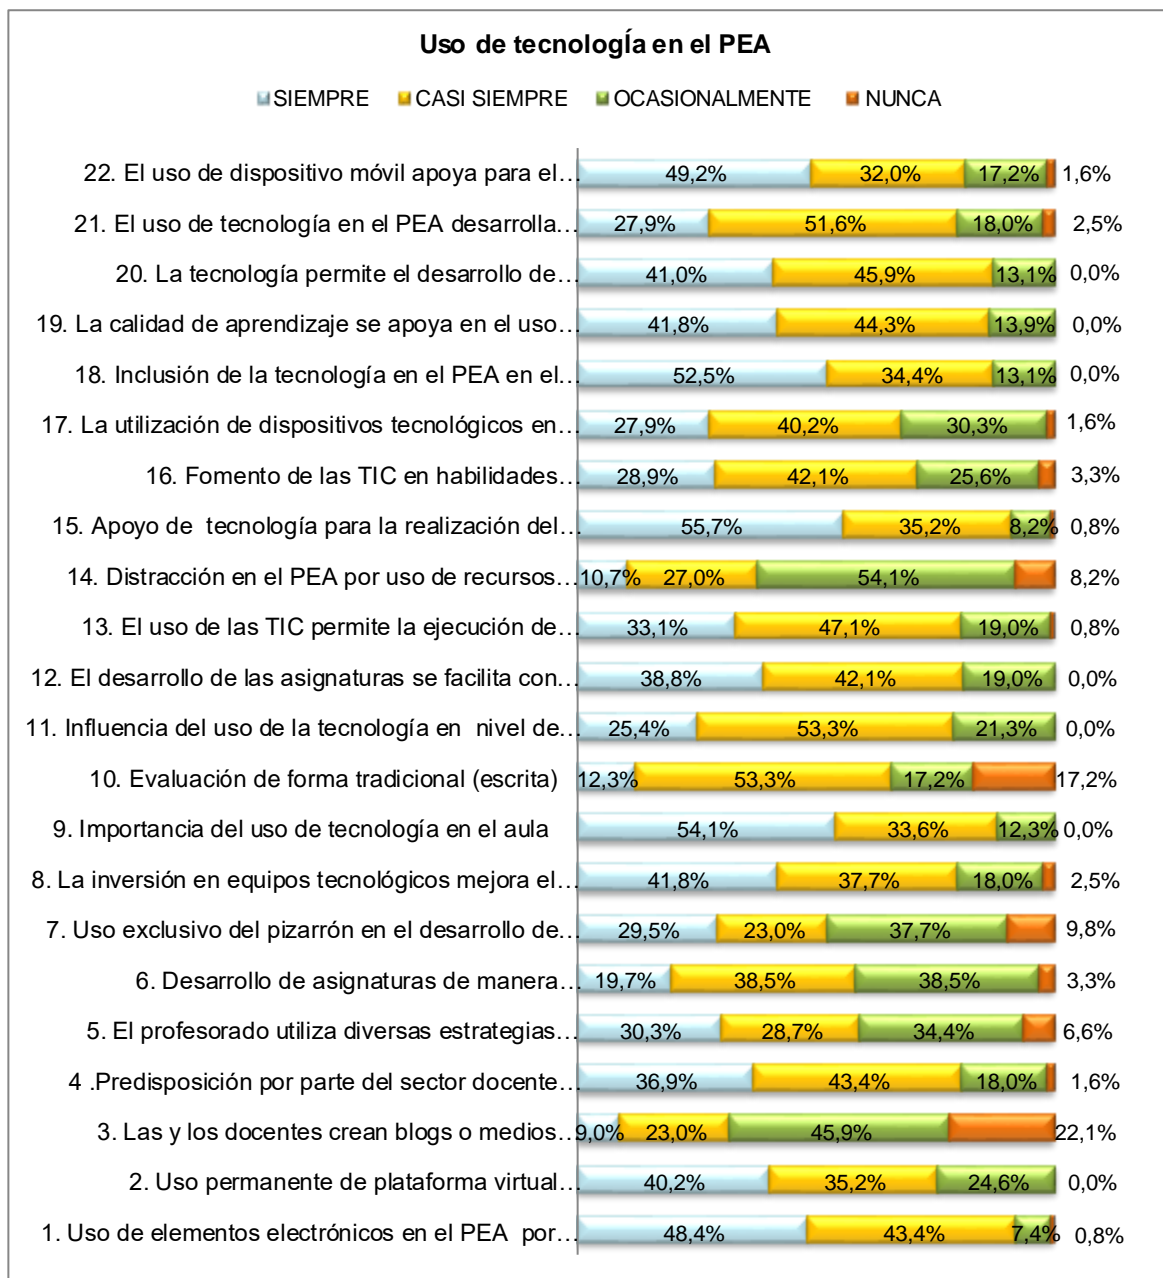 Uso de tecnologÍa en el PEA
SIEMPRE CASI SIEMPRE OCASIONALMENTE NUNCA
22. El uso de dispositivo móvil apoya para el… 49,2% 32,0% 17,2% 1,6%
21. El uso de tecnología en el PEA desarrolla… 27,9% 51,6% 18,0% 2,5%
20. La tecnología permite el desarrollo de… 41,0% 45,9% 13,1% 0,0%
19. La calidad de aprendizaje se apoya en el uso… 41,8% 44,3% 13,9% 0,0%
18. Inclusión de la tecnología en el PEA en el… 52,5% 34,4% 13,1% 0,0%
17. La utilización de dispositivos tecnológicos en… 27,9% 40,2% 30,3% 1,6%
16. Fomento de las TIC en habilidades… 28,9% 42,1% 25,6% 3,3%
15. Apoyo de tecnología para la realización del… 55,7% 35,2% 8,2% 0,8%
14. Distracción en el PEA por uso de recursos… 10,7% 27,0% 54,1% 8,2%
13. El uso de las TIC permite la ejecución de… 33,1% 47,1% 19,0% 0,8%
12. El desarrollo de las asignaturas se facilita con… 38,8% 42,1% 19,0% 0,0%
11. Influencia del uso de la tecnología en nivel de… 25,4% 53,3% 21,3% 0,0%
10. Evaluación de forma tradicional (escrita) 12,3% 53,3% 17,2% 17,2%
9. Importancia del uso de tecnología en el aula 54,1% 33,6% 12,3% 0,0%
8. La inversión en equipos tecnológicos mejora el… 41,8% 37,7% 18,0% 2,5%
7. Uso exclusivo del pizarrón en el desarrollo de… 29,5% 23,0% 37,7% 9,8%
6. Desarrollo de asignaturas de manera… 19,7% 38,5% 38,5% 3,3%
5. El profesorado utiliza diversas estrategias… 30,3% 28,7% 34,4% 6,6%
4 .Predisposición por parte del sector docente… 36,9% 43,4% 18,0% 1,6%
3. Las y los docentes crean blogs o medios… 9,0% 23,0% 45,9% 22,1%
2. Uso permanente de plataforma virtual… 40,2% 35,2% 24,6% 0,0%
1. Uso de elementos electrónicos en el PEA por… 48,4% 43,4% 7,4% 0,8%